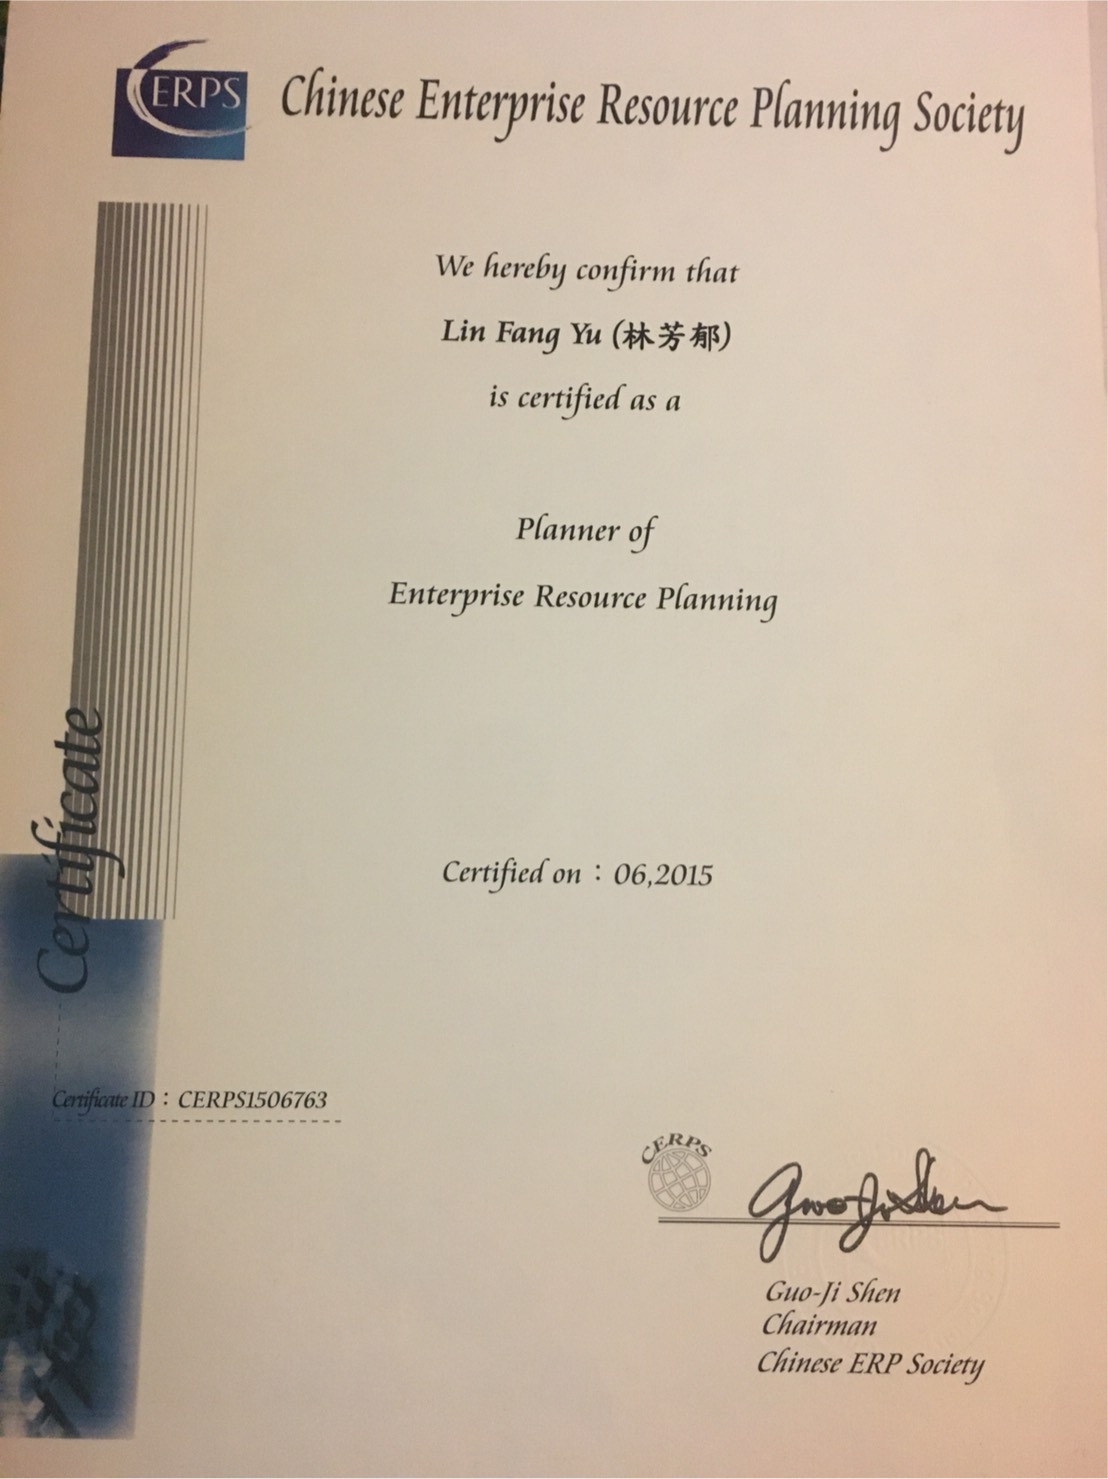 CERPS
Chinese Enterprise Resource Planning Society
We hereby confirm that
Lin Fang Yu (林芳郁)
is certified as a
Planner of
Enterprise Resource Planning
Certificate
Certified on：06,2015
Certificate ID：CERPS1506763
CERPS
Guo-Ji Shen
Guo-Ji Shen
Chairman
Chinese ERP Society